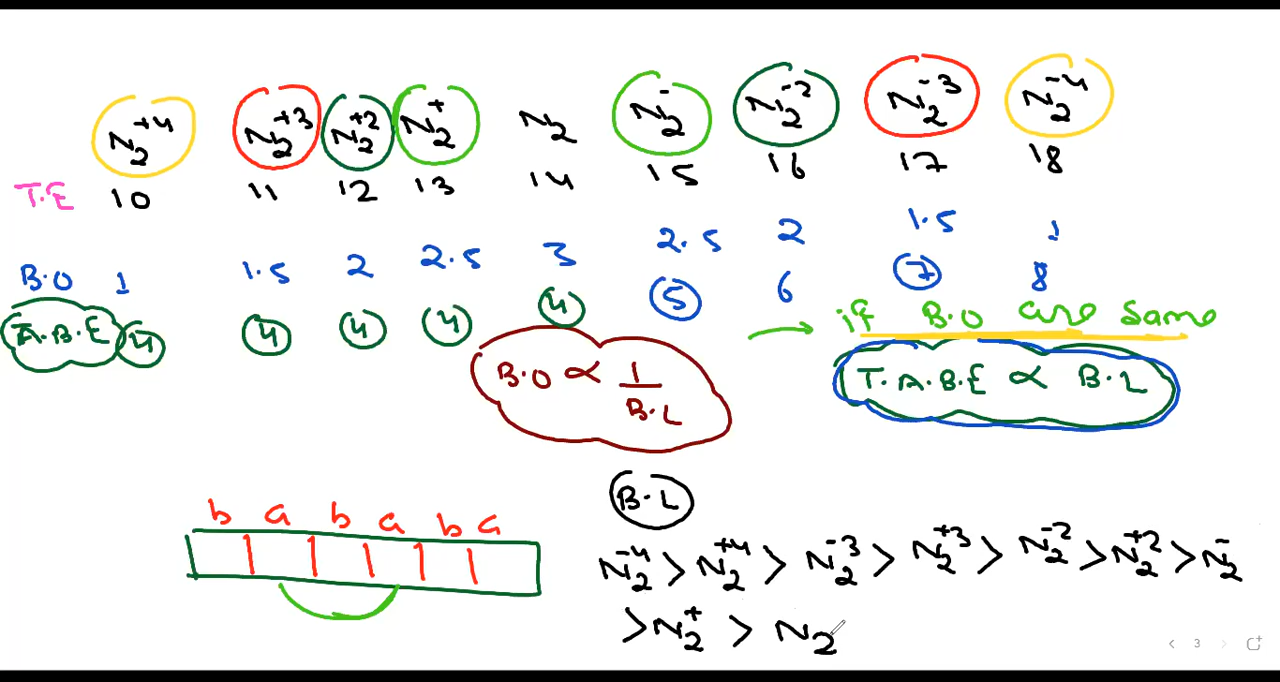 N₂⁺⁴ N₂⁺³ N₂⁺² N₂⁺ N₂ N₂⁻ N₂⁻² N₂⁻³ N₂⁻⁴
T.E 10 11 12 13 14 15 16 17 18
B.O 1 1.5 2 2.5 3 2.5 2 1.5 1
A.B.E 4 4 4 4 4 5 6 7 8
→ if B.O are same
B.O ∝ 1/B.L
T.A.B.E ∝ B.L
B.L
b a b a b a
N₂⁻⁴ > N₂⁺⁴ > N₂⁻³ > N₂⁺³ > N₂⁻² > N₂⁺² > N₂⁻
> N₂⁺ > N₂
< 3 >